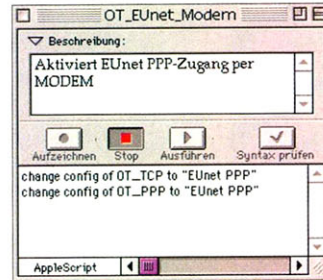 OT_EUnet_Modem
Beschreibung:
Aktiviert EUnet PPP-Zugang per
MODEM
Aufzeichnen Stop Ausführen Syntax prüfen
change config of OT_TCP to "EUnet PPP"
change config of OT_PPP to "EUnet PPP"
AppleScript